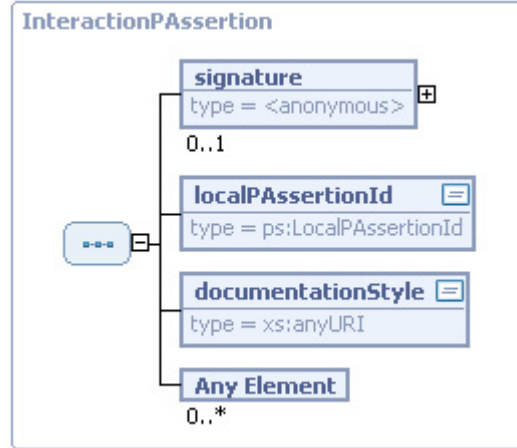 InteractionPAssertion
signature
type = <anonymous>
0..1
localPAssertionId
type = ps:LocalPAssertionId
documentationStyle
type = xs:anyURI
Any Element
0..*